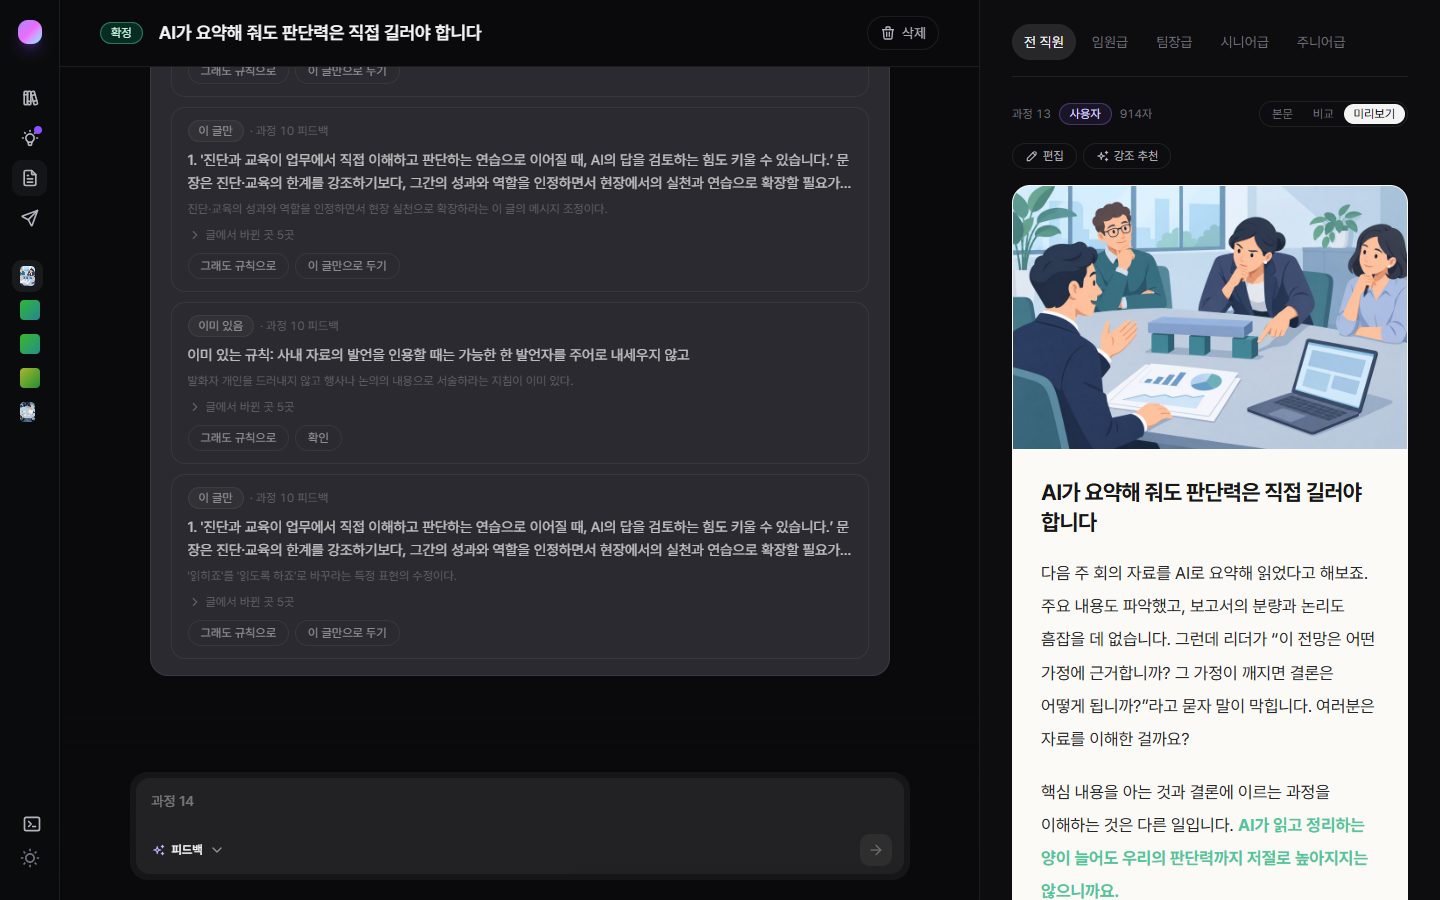 확정
AI가 요약해 줘도 판단력은 직접 길러야 합니다
삭제
그래도 규칙으로
이 글만으로 두기
이 글만
· 과정 10 피드백
1. '진단과 교육이 업무에서 직접 이해하고 판단하는 연습으로 이어질 때, AI의 답을 검토하는 힘도 키울 수 있습니다.' 문
장은 진단·교육의 한계를 강조하기보다, 그간의 성과와 역할을 인정하면서 현장에서의 실천과 연습으로 확장할 필요가...
진단·교육의 성과와 역할을 인정하면서 현장 실천으로 확장하라는 이 글의 메시지 조정이다.
글에서 바뀐 곳 5곳
그래도 규칙으로
이 글만으로 두기
이미 있음
· 과정 10 피드백
이미 있는 규칙: 사내 자료의 발언을 인용할 때는 가능한 한 발언자를 주어로 내세우지 않고
발화자 개인을 드러내지 않고 행사나 논의의 내용으로 서술하라는 지침이 이미 있다.
글에서 바뀐 곳 5곳
그래도 규칙으로
확인
이 글만
· 과정 10 피드백
1. '진단과 교육이 업무에서 직접 이해하고 판단하는 연습으로 이어질 때, AI의 답을 검토하는 힘도 키울 수 있습니다.' 문
장은 진단·교육의 한계를 강조하기보다, 그간의 성과와 역할을 인정하면서 현장에서의 실천과 연습으로 확장할 필요가...
'읽히죠'를 '읽도록 하죠'로 바꾸라는 특정 표현의 수정이다.
글에서 바뀐 곳 5곳
그래도 규칙으로
이 글만으로 두기
과정 14
피드백
전 직원
임원급
팀장급
시니어급
주니어급
과정 13
사용자
914자
본문
비교
미리보기
편집
강조 추천
AI가 요약해 줘도 판단력은 직접 길러야
합니다
다음 주 회의 자료를 AI로 요약해 읽었다고 해보죠.
주요 내용도 파악했고, 보고서의 분량과 논리도
흠잡을 데 없습니다. 그런데 리더가 “이 전망은 어떤
가정에 근거합니까? 그 가정이 깨지면 결론은
어떻게 됩니까?”라고 묻자 말이 막힙니다. 여러분은
자료를 이해한 걸까요?
핵심 내용을 아는 것과 결론에 이르는 과정을
이해하는 것은 다른 일입니다. AI가 읽고 정리하는
양이 늘어도 우리의 판단력까지 저절로 높아지지는
않으니까요.